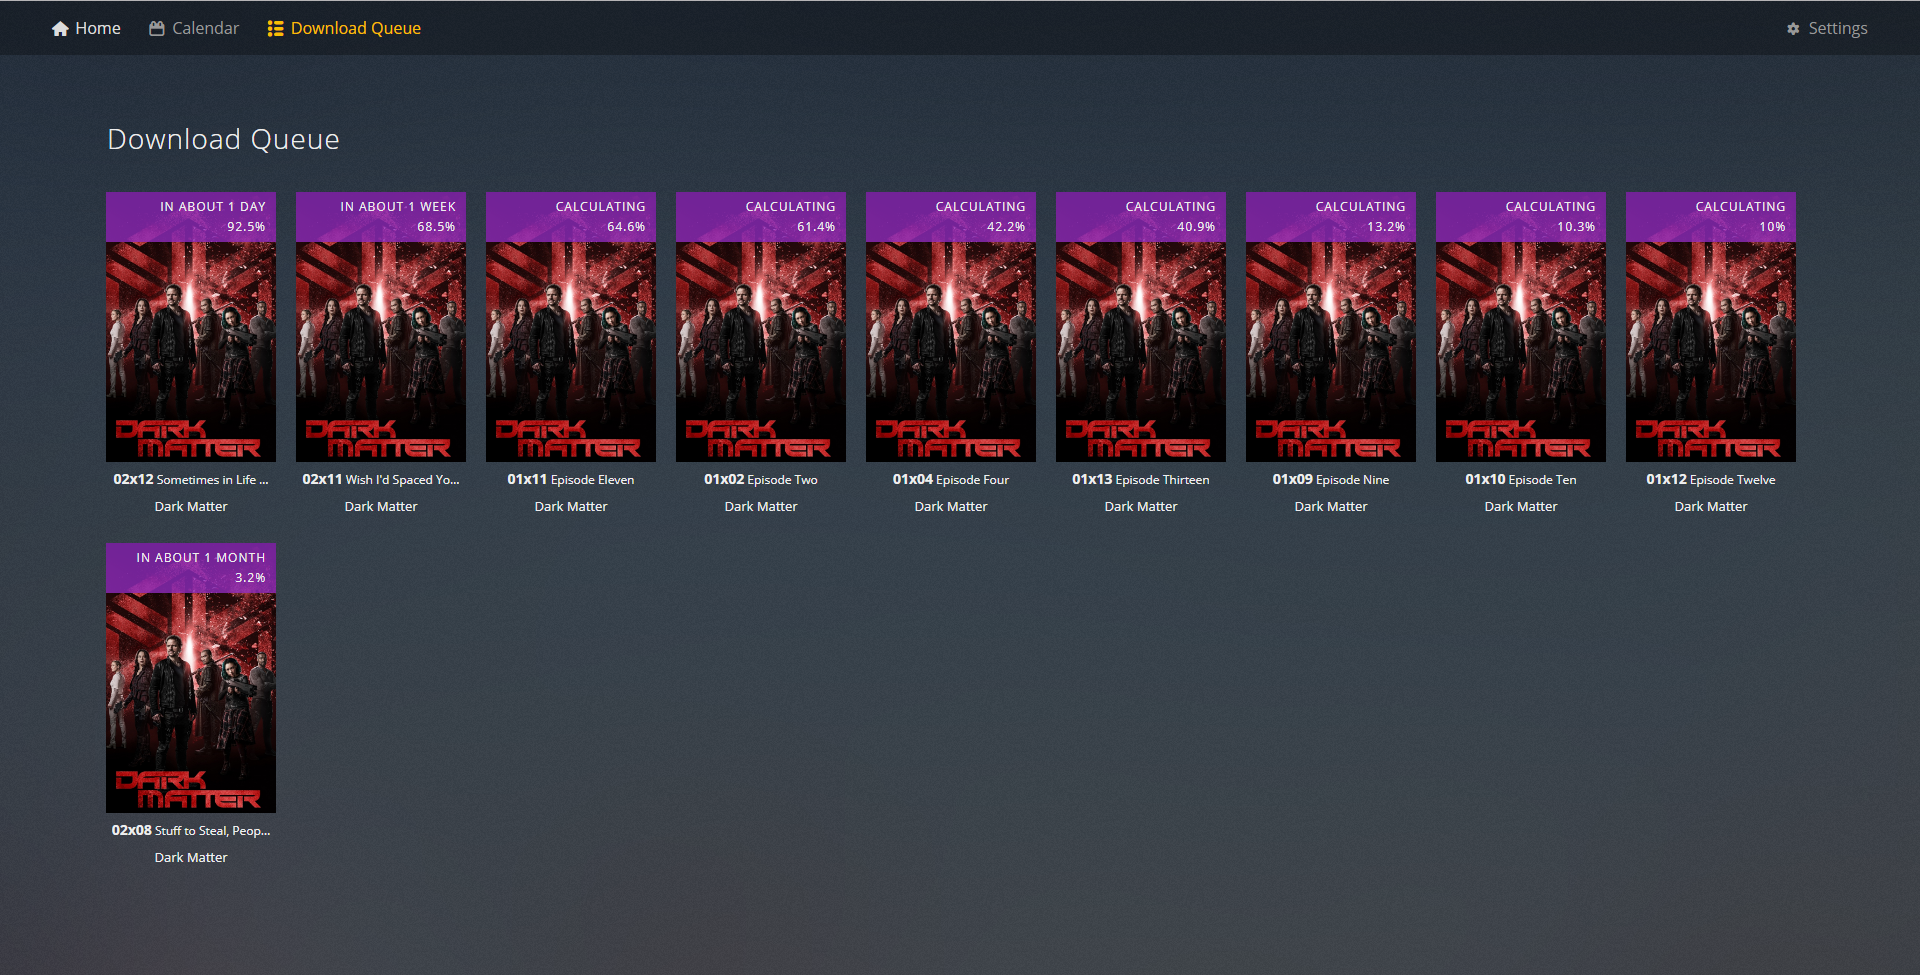 Home Calendar Download Queue Settings
Download Queue
IN ABOUT 1 DAY
92.5%
DARK
MATTER
02x12 Sometimes in Life ...
Dark Matter
IN ABOUT 1 WEEK
68.5%
DARK
MATTER
02x11 Wish I'd Spaced Yo...
Dark Matter
CALCULATING
64.6%
DARK
MATTER
01x11 Episode Eleven
Dark Matter
CALCULATING
61.4%
DARK
MATTER
01x02 Episode Two
Dark Matter
CALCULATING
42.2%
DARK
MATTER
01x04 Episode Four
Dark Matter
CALCULATING
40.9%
DARK
MATTER
01x13 Episode Thirteen
Dark Matter
CALCULATING
13.2%
DARK
MATTER
01x09 Episode Nine
Dark Matter
CALCULATING
10.3%
DARK
MATTER
01x10 Episode Ten
Dark Matter
CALCULATING
10%
DARK
MATTER
01x12 Episode Twelve
Dark Matter
IN ABOUT 1 MONTH
3.2%
DARK
MATTER
02x08 Stuff to Steal, Peop...
Dark Matter